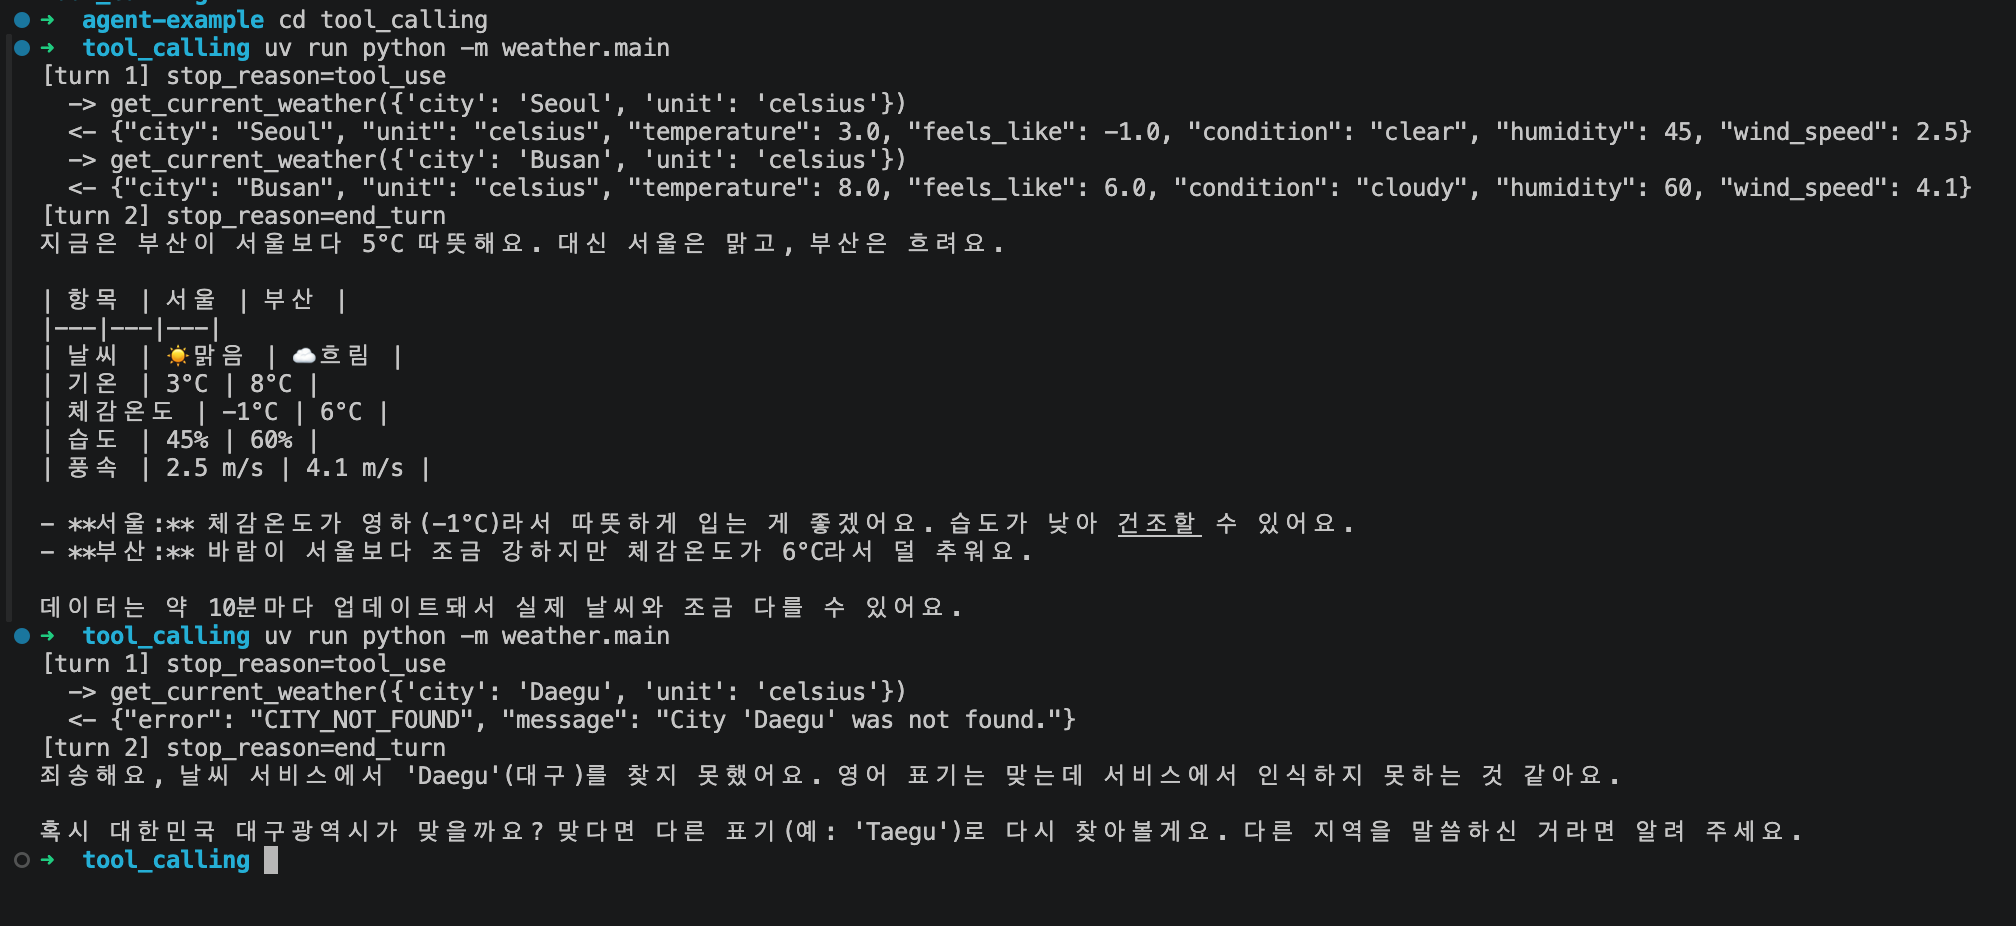 ➜ agent-example cd tool_calling
➜ tool_calling uv run python -m weather.main
[turn 1] stop_reason=tool_use
-> get_current_weather({'city': 'Seoul', 'unit': 'celsius'})
<- {"city": "Seoul", "unit": "celsius", "temperature": 3.0, "feels_like": -1.0, "condition": "clear", "humidity": 45, "wind_speed": 2.5}
-> get_current_weather({'city': 'Busan', 'unit': 'celsius'})
<- {"city": "Busan", "unit": "celsius", "temperature": 8.0, "feels_like": 6.0, "condition": "cloudy", "humidity": 60, "wind_speed": 4.1}
[turn 2] stop_reason=end_turn
지금은 부산이 서울보다 5°C 따뜻해요. 대신 서울은 맑고, 부산은 흐려요.
| 항목 | 서울 | 부산 |
|---|---|---|
| 날씨 | ☀️맑음 | ☁️흐림 |
| 기온 | 3°C | 8°C |
| 체감온도 | -1°C | 6°C |
| 습도 | 45% | 60% |
| 풍속 | 2.5 m/s | 4.1 m/s |
- **서울:** 체감온도가 영하(-1°C)라서 따뜻하게 입는 게 좋겠어요. 습도가 낮아 건조할 수 있어요.
- **부산:** 바람이 서울보다 조금 강하지만 체감온도가 6°C라서 덜 추워요.
데이터는 약 10분마다 업데이트돼서 실제 날씨와 조금 다를 수 있어요.
➜ tool_calling uv run python -m weather.main
[turn 1] stop_reason=tool_use
-> get_current_weather({'city': 'Daegu', 'unit': 'celsius'})
<- {"error": "CITY_NOT_FOUND", "message": "City 'Daegu' was not found."}
[turn 2] stop_reason=end_turn
죄송해요, 날씨 서비스에서 'Daegu'(대구)를 찾지 못했어요. 영어 표기는 맞는데 서비스에서 인식하지 못하는 것 같아요.
혹시 대한민국 대구광역시가 맞을까요? 맞다면 다른 표기(예: 'Taegu')로 다시 찾아볼게요. 다른 지역을 말씀하신 거라면 알려 주세요.
➜ tool_calling